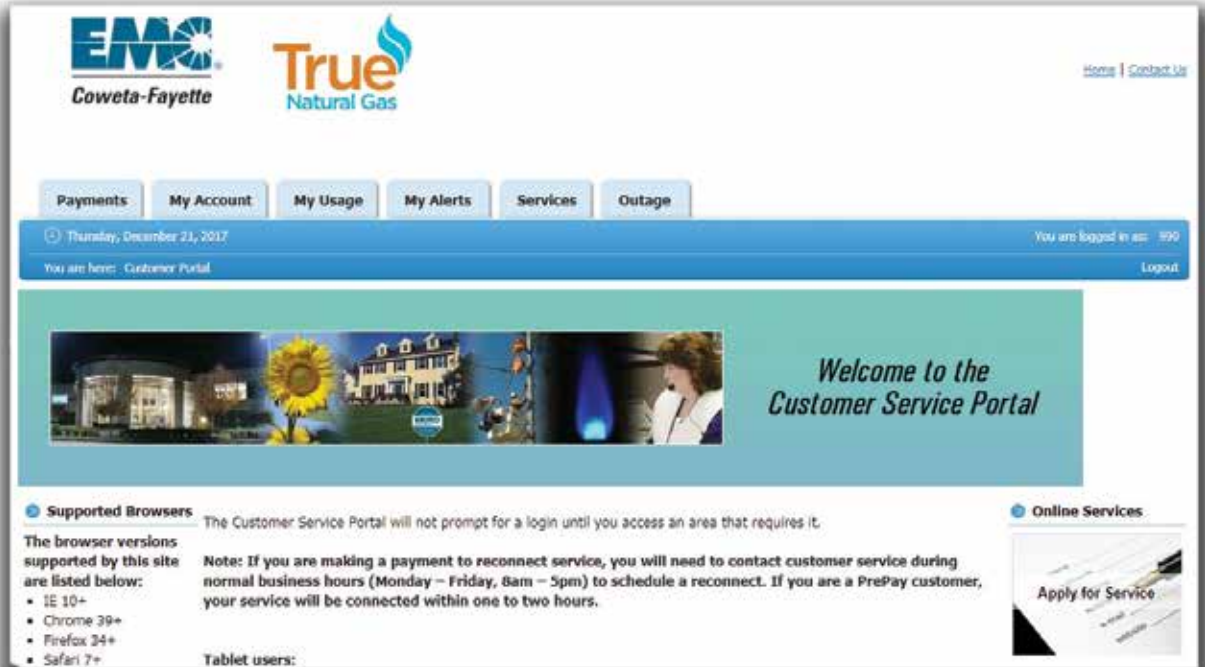 EMC
Coweta-Fayette
True
Natural Gas
Home | Contact Us
Payments
My Account
My Usage
My Alerts
Services
Outage
Thursday, December 21, 2017
You are logged in as: 990
You are here: Customer Portal
Logout
Welcome to the
Customer Service Portal
Supported Browsers
The browser versions
supported by this site
are listed below:
• IE 10+
• Chrome 39+
• Firefox 34+
• Safari 7+
The Customer Service Portal will not prompt for a login until you access an area that requires it.
Note: If you are making a payment to reconnect service, you will need to contact customer service during
normal business hours (Monday – Friday, 8am – 5pm) to schedule a reconnect. If you are a PrePay customer,
your service will be connected within one to two hours.
Tablet users:
Online Services
Apply for Service